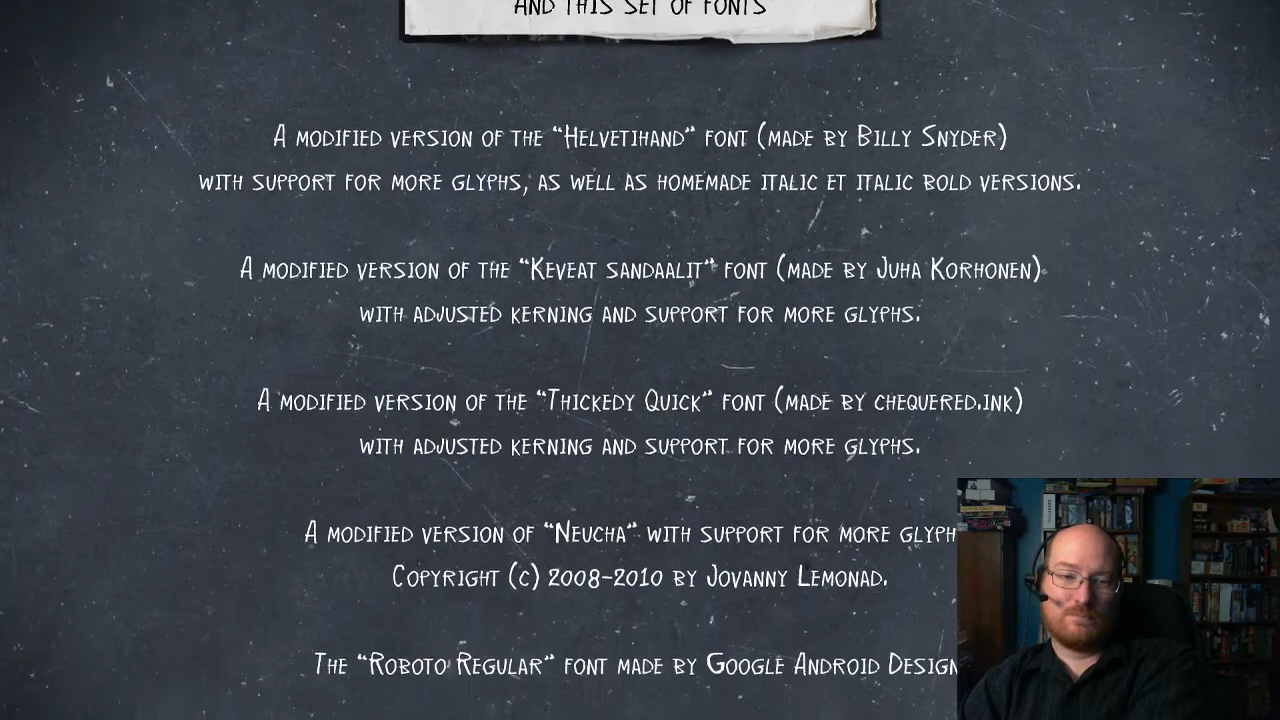 AND THIS SET OF FONTS
A MODIFIED VERSION OF THE “HELVETIHAND” FONT (MADE BY BILLY SNYDER)
WITH SUPPORT FOR MORE GLYPHS, AS WELL AS HOMEMADE ITALIC ET ITALIC BOLD VERSIONS.
A MODIFIED VERSION OF THE “KEVEAT SANDAALIT” FONT (MADE BY JUHA KORHONEN)
WITH ADJUSTED KERNING AND SUPPORT FOR MORE GLYPHS.
A MODIFIED VERSION OF THE “THICKEDY QUICK” FONT (MADE BY CHEQUERED.INK)
WITH ADJUSTED KERNING AND SUPPORT FOR MORE GLYPHS.
A MODIFIED VERSION OF “NEUCHA” WITH SUPPORT FOR MORE GLYPH
COPYRIGHT (C) 2008-2010 BY JOVANNY LEMONAD.
THE “ROBOTO REGULAR” FONT MADE BY GOOGLE ANDROID DESIGN